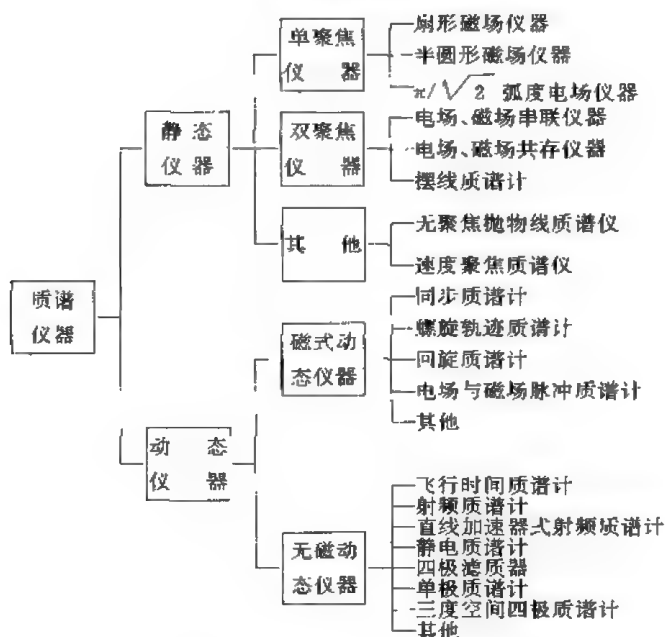 质谱
仪器
静态
仪器
单聚焦
仪器
扇形磁场仪器
半圆形磁场仪器
π/√2 弧度电场仪器
双聚焦
仪器
电场、磁场串联仪器
电场、磁场共存仪器
摆线质谱计
其他
无聚焦抛物线质谱仪
速度聚焦质谱仪
动态
仪器
磁式动
态仪器
同步质谱计
螺旋轨迹质谱计
回旋质谱计
电场与磁场脉冲质谱计
其他
无磁动
态仪器
飞行时间质谱计
射频质谱计
直线加速器式射频质谱计
静电质谱计
四极滤质器
单极质谱计
三度空间四极质谱计
其他